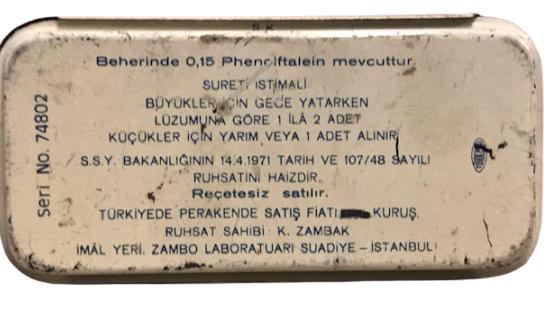 S.K.
Beherinde 0,15 Phenolftalein mevcuttur.
SURETİ İSTİMALİ
BÜYÜKLER İÇİN GECE YATARKEN
LÜZUMUNA GÖRE 1 İLÂ 2 ADET
KÜÇÜKLER İÇİN YARIM VEYA 1 ADET ALINIR
S.S.Y. BAKANLIĞININ 14.4.1971 TARİH VE 107/48 SAYILI
RUHSATINI HAİZDİR.
Reçetesiz satılır.
TÜRKİYEDE PERAKENDE SATIŞ FİATI KURUŞ.
RUHSAT SAHİBİ: K. ZAMBAK
İMÂL YERİ: ZAMBO LABORATUARI SUADİYE – İSTANBUL
Seri No. 74802